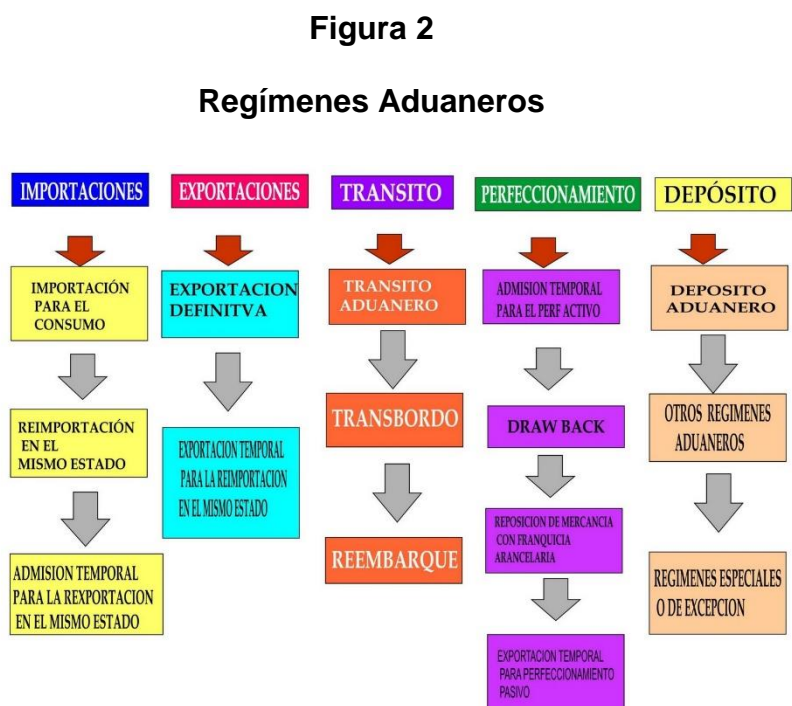 Figura 2
Regímenes Aduaneros
IMPORTACIONES
EXPORTACIONES
TRANSITO
PERFECCIONAMIENTO
DEPÓSITO
IMPORTACIÓN
PARA EL
CONSUMO
EXPORTACION
DEFINITVA
TRANSITO
ADUANERO
ADMISION TEMPORAL
PARA EL PERF ACTIVO
DEPOSITO
ADUANERO
REIMPORTACIÓN
EN EL
MISMO ESTADO
EXPORTACION TEMPORAL
PARA LA REIMPORTACION
EN EL MISMO ESTADO
TRANSBORDO
DRAW BACK
OTROS REGIMENES
ADUANEROS
ADMISION TEMPORAL
PARA LA REXPORTACION
EN EL MISMO ESTADO
REEMBARQUE
REPOSICION DE MERCANCIA
CON FRANQUICIA
ARANCELARIA
REGIMENES ESPECIALES
O DE EXCEPCION
EXPORTACION TEMPORAL
PARA PERFECCIONAMIENTO
PASIVO